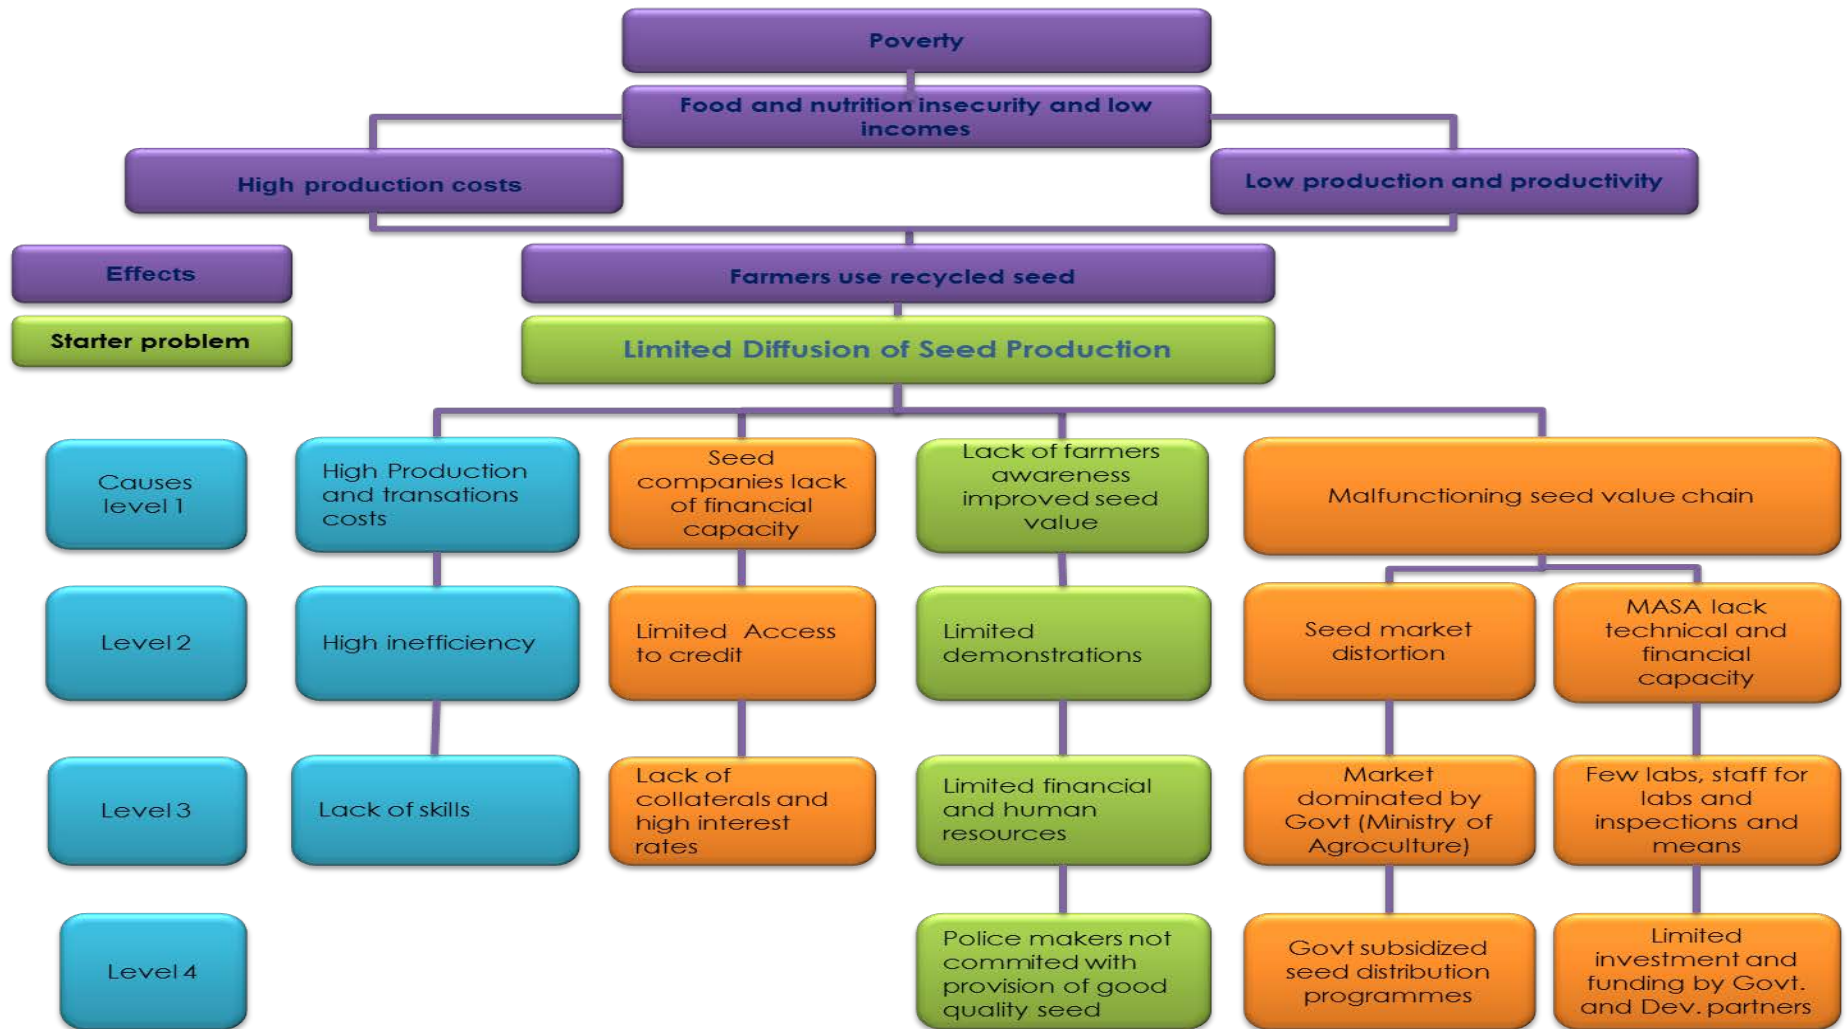 Poverty
Food and nutrition insecurity and low
incomes
High production costs
Low production and productivity
Effects
Farmers use recycled seed
Starter problem
Limited Diffusion of Seed Production
Causes
level 1
High Production
and transations
costs
Seed
companies lack
of financial
capacity
Lack of farmers
awareness
improved seed
value
Malfunctioning seed value chain
Level 2
High inefficiency
Limited Access
to credit
Limited
demonstrations
Seed market
distortion
MASA lack
technical and
financial
capacity
Level 3
Lack of skills
Lack of
collaterals and
high interest
rates
Limited financial
and human
resources
Market
dominated by
Govt (Ministry of
Agroculture)
Few labs, staff for
labs and
inspections and
means
Level 4
Police makers not
commited with
provision of good
quality seed
Govt subsidized
seed distribution
programmes
Limited
investment and
funding by Govt.
and Dev. partners